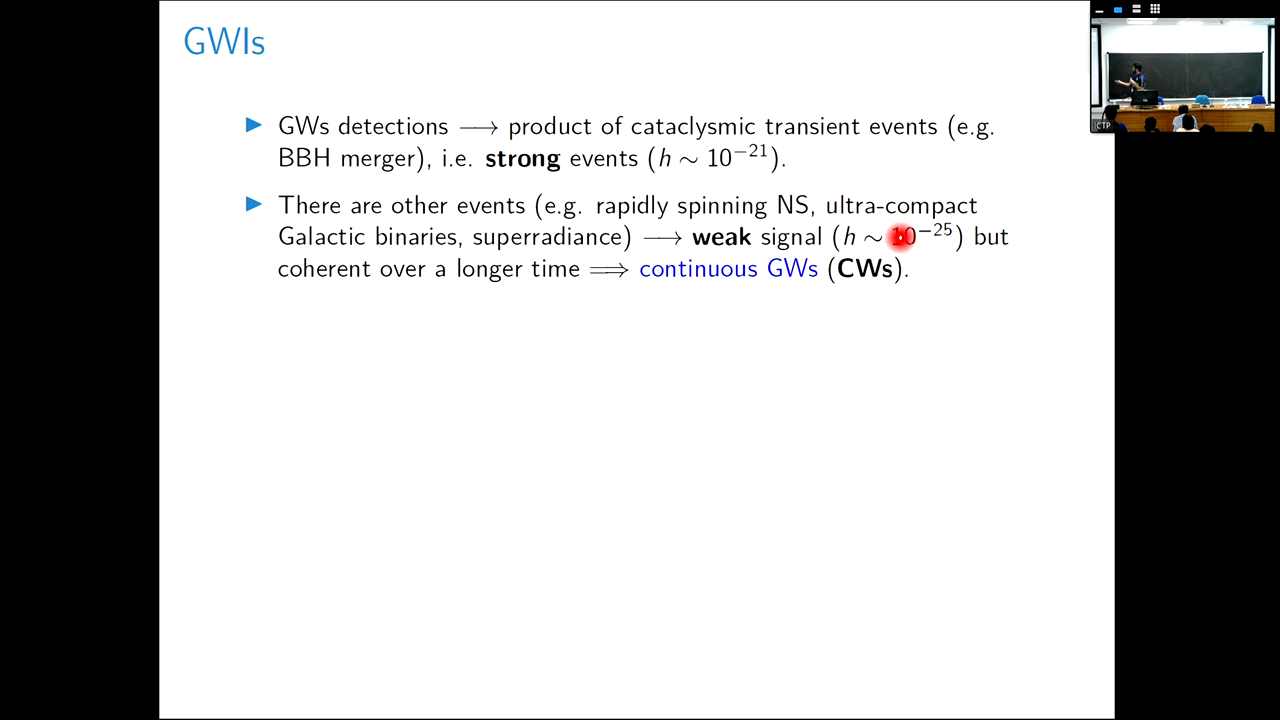 GWIs
▶ GWs detections ⟶ product of cataclysmic transient events (e.g.
BBH merger), i.e. strong events (h ∼ 10⁻²¹).
▶ There are other events (e.g. rapidly spinning NS, ultra-compact
Galactic binaries, superradiance) ⟶ weak signal (h ∼ 10⁻²⁵) but
coherent over a longer time ⟹ continuous GWs (CWs).
ICTP